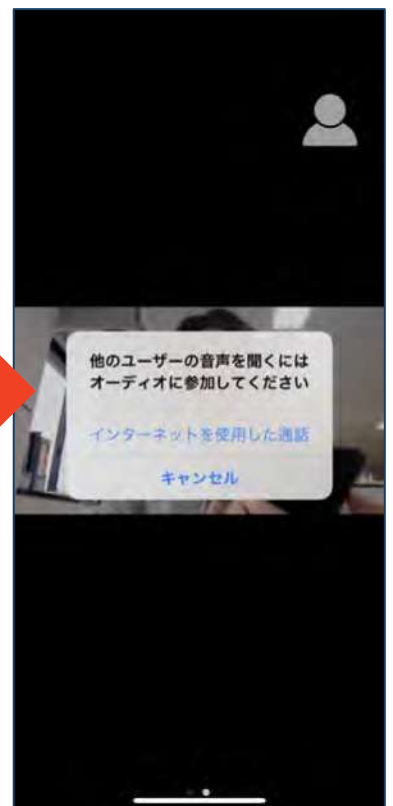 他のユーザーの音声を聞くには
オーディオに参加してください
インターネットを使用した通話
キャンセル